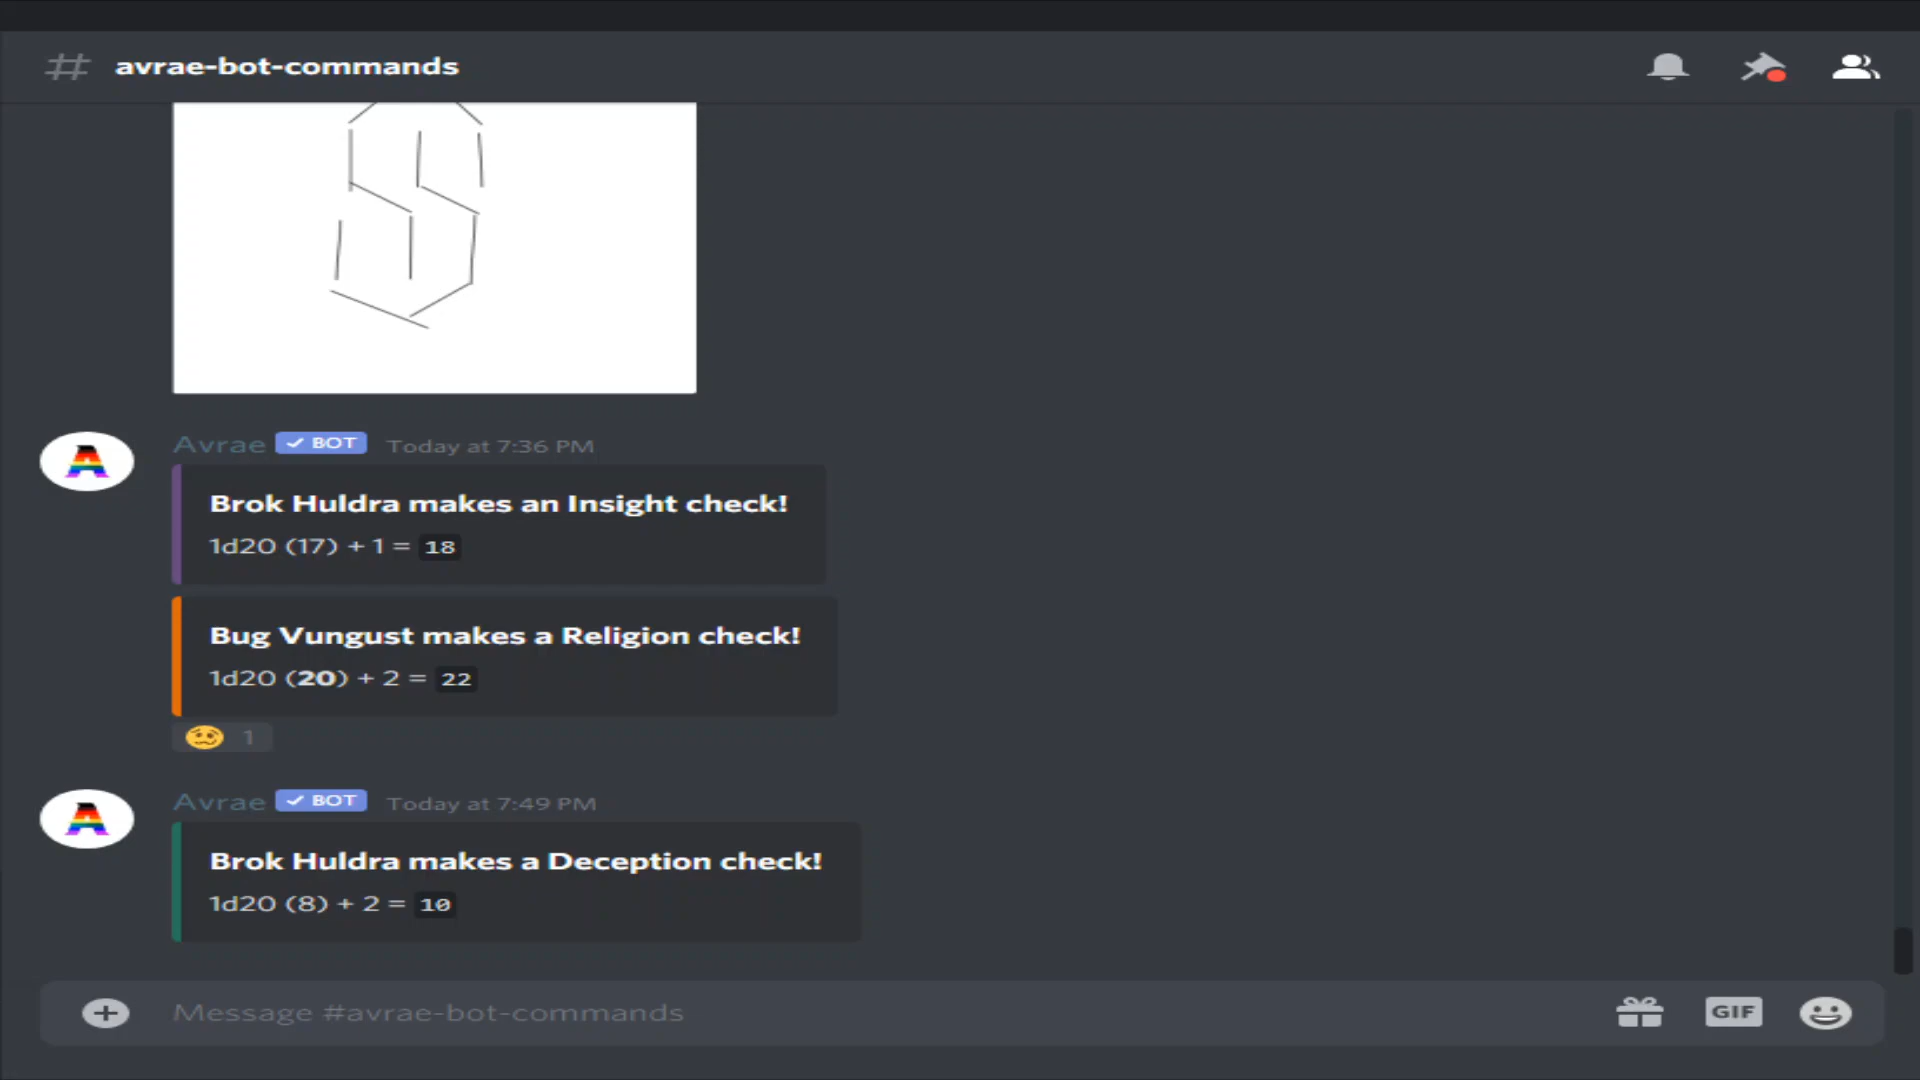 # avrae-bot-commands
Avrae ✓ BOT Today at 7:36 PM
Brok Huldra makes an Insight check!
1d20 (17) + 1 = 18
Bug Vungust makes a Religion check!
1d20 (20) + 2 = 22
1
Avrae ✓ BOT Today at 7:49 PM
Brok Huldra makes a Deception check!
1d20 (8) + 2 = 10
Message #avrae-bot-commands
GIF